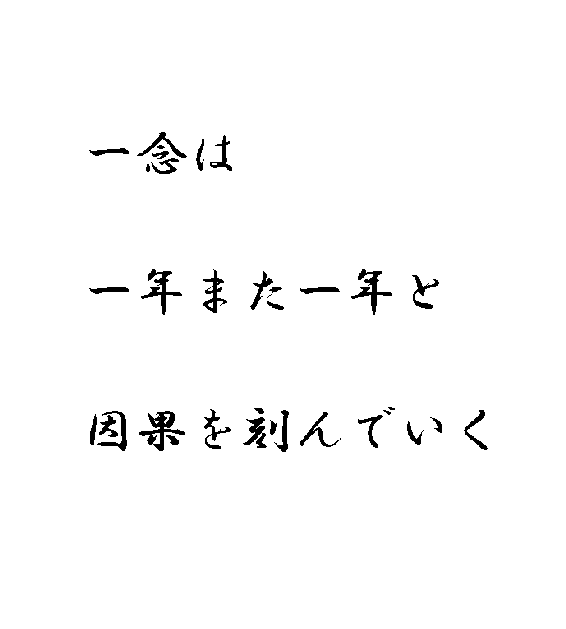 一念は
一年また一年と
因果を刻んでいく